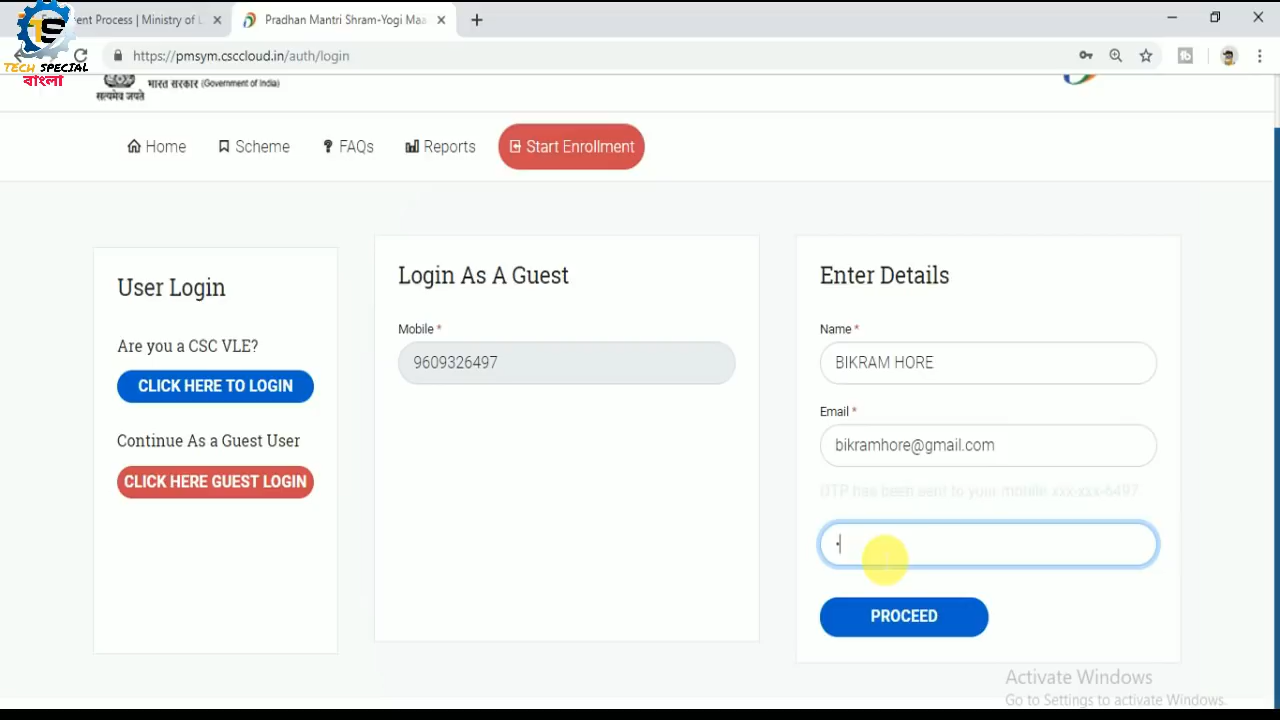 ent Process | Ministry of L
Pradhan Mantri Shram-Yogi Maa
TS
TECH SPECIAL
বাংলা
https://pmsym.csccloud.in/auth/login
सत्यमेव जयते
भारत सरकार (Government of India)
Home
Scheme
FAQs
Reports
Start Enrollment
User Login
Are you a CSC VLE?
CLICK HERE TO LOGIN
Continue As a Guest User
CLICK HERE GUEST LOGIN
Login As A Guest
Mobile *
9609326497
Enter Details
Name *
BIKRAM HORE
Email *
bikramhore@gmail.com
OTP has been sent to your mobile xxx-xxx-6497.
PROCEED
Activate Windows
Go to Settings to activate Windows.